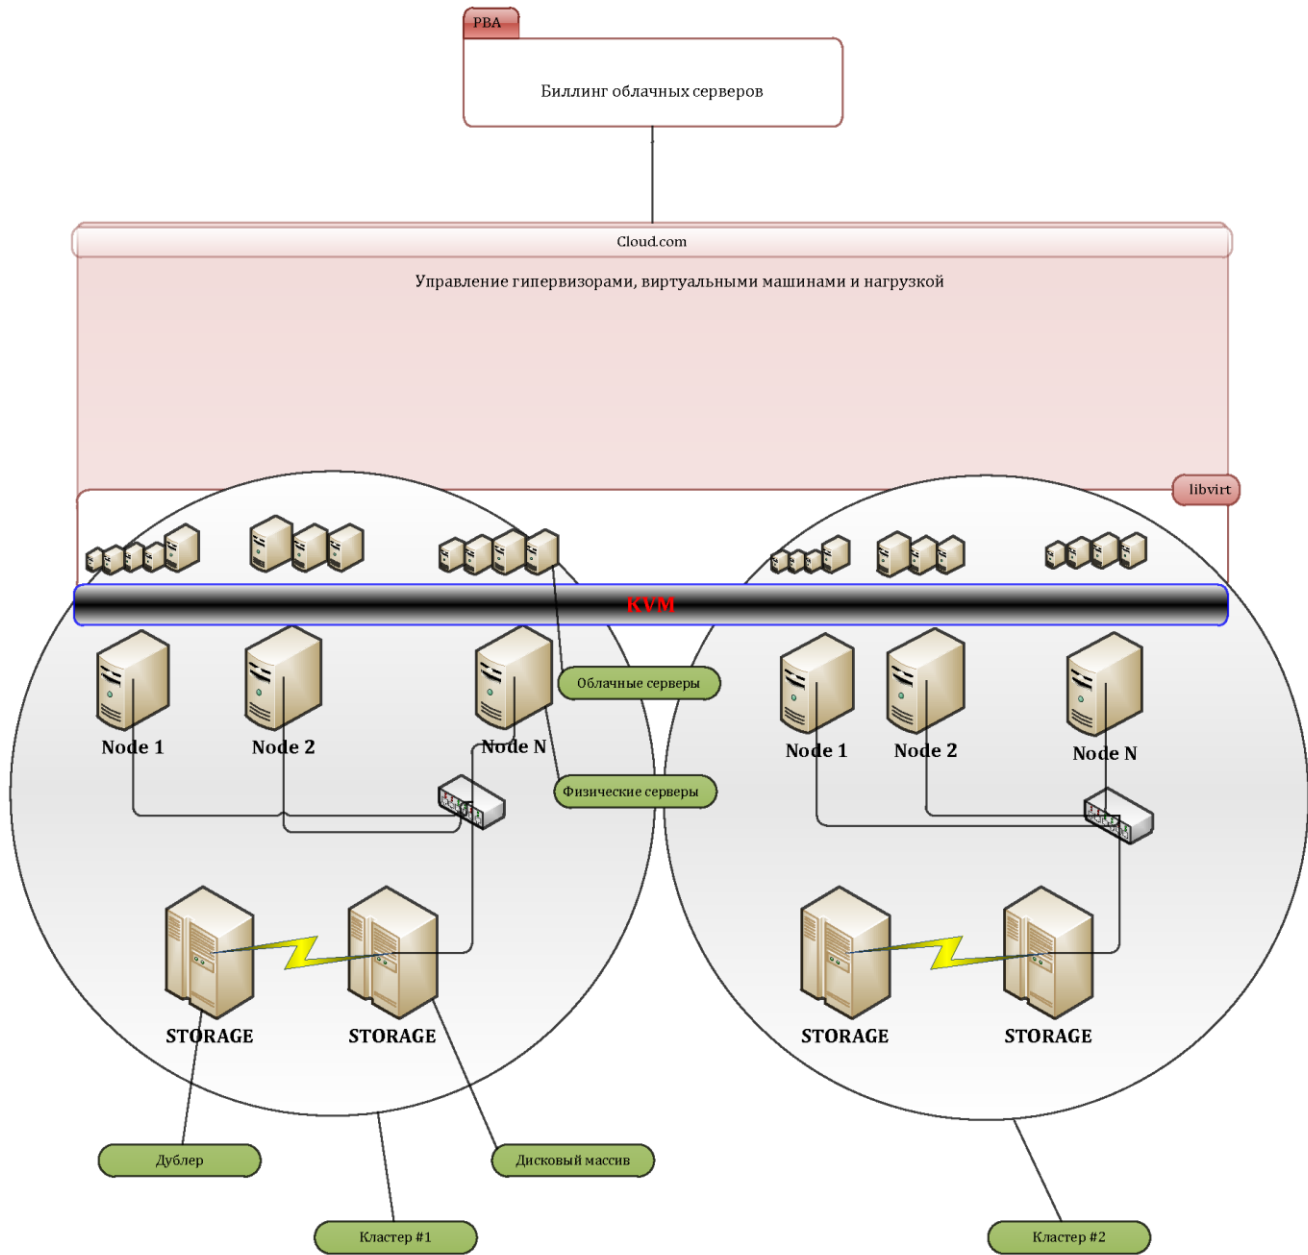 PBA
Биллинг облачных серверов
Cloud.com
Управление гипервизорами, виртуальными машинами и нагрузкой
libvirt
KVM
Облачные серверы
Node 1
Node 2
Node N
Node 1
Node 2
Node N
Физические серверы
STORAGE
STORAGE
STORAGE
STORAGE
Дублер
Дисковый массив
Кластер #1
Кластер #2